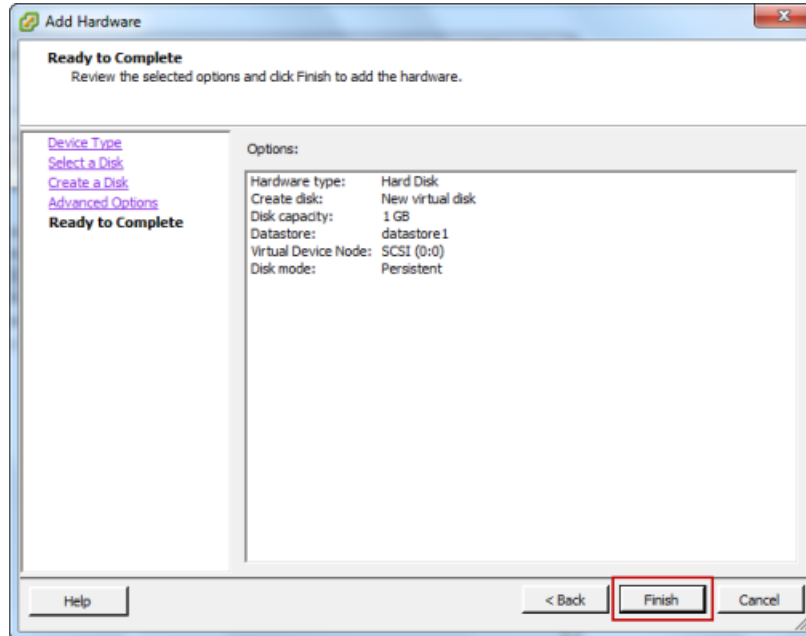 Add Hardware
Ready to Complete
Review the selected options and click Finish to add the hardware.
Device Type
Select a Disk
Create a Disk
Advanced Options
Ready to Complete
Options:
Hardware type: Hard Disk
Create disk: New virtual disk
Disk capacity: 1 GB
Datastore: datastore1
Virtual Device Node: SCSI (0:0)
Disk mode: Persistent
Help
< Back
Finish
Cancel